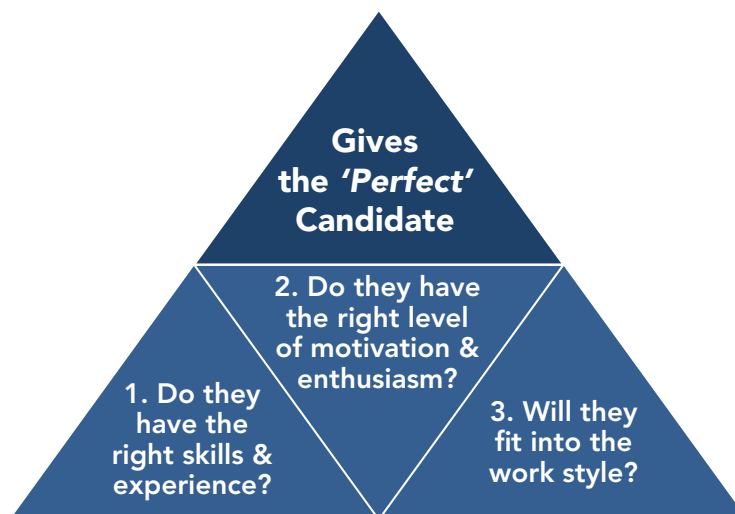 Gives
the ‘Perfect’
Candidate
2. Do they have
the right level
of motivation &
enthusiasm?
1. Do they
have the
right skills &
experience?
3. Will they
fit into the
work style?